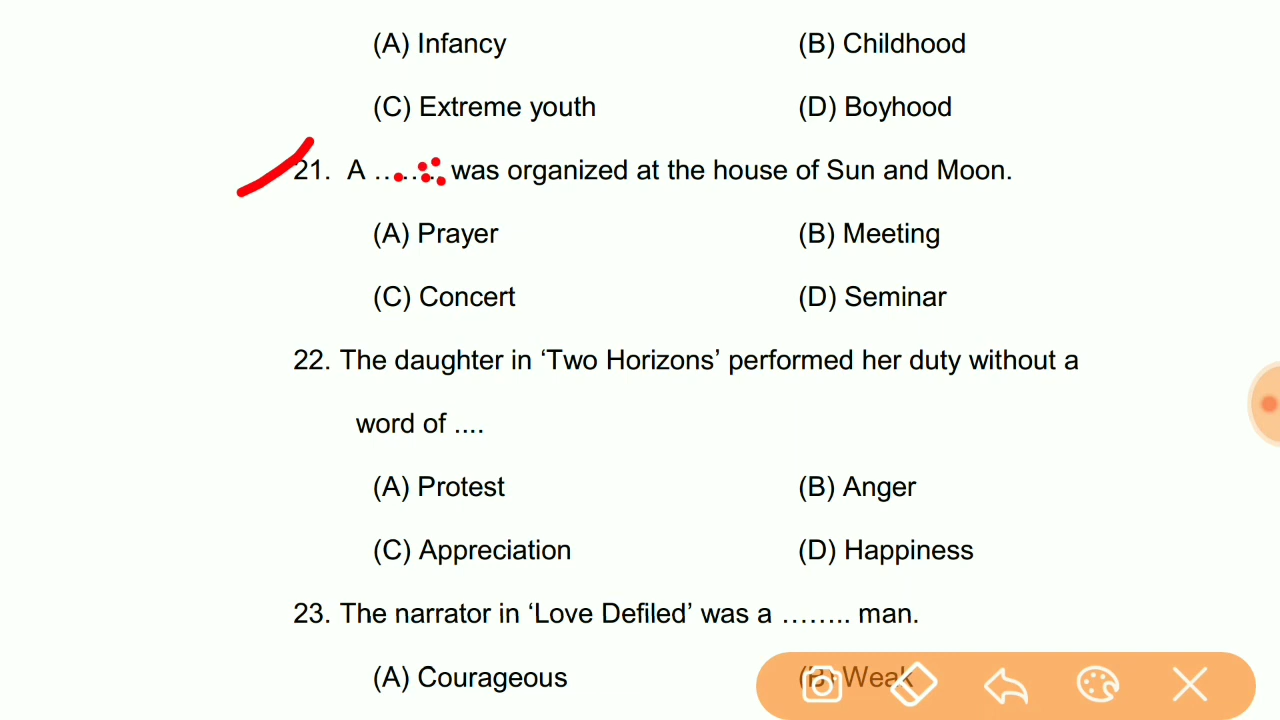 (A) Infancy (B) Childhood
(C) Extreme youth (D) Boyhood
21. A ........ was organized at the house of Sun and Moon.
(A) Prayer (B) Meeting
(C) Concert (D) Seminar
22. The daughter in ‘Two Horizons’ performed her duty without a
word of ....
(A) Protest (B) Anger
(C) Appreciation (D) Happiness
23. The narrator in ‘Love Defiled’ was a …….. man.
(A) Courageous (B) Weak